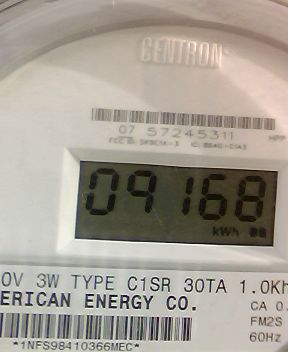 CENTRON
07 57245311
09168
kWh
0V 3W TYPE C1SR 30TA 1.0Kh
ERICAN ENERGY CO.
CA 0.
FM2S
60Hz
*1NFS98410366MEC*